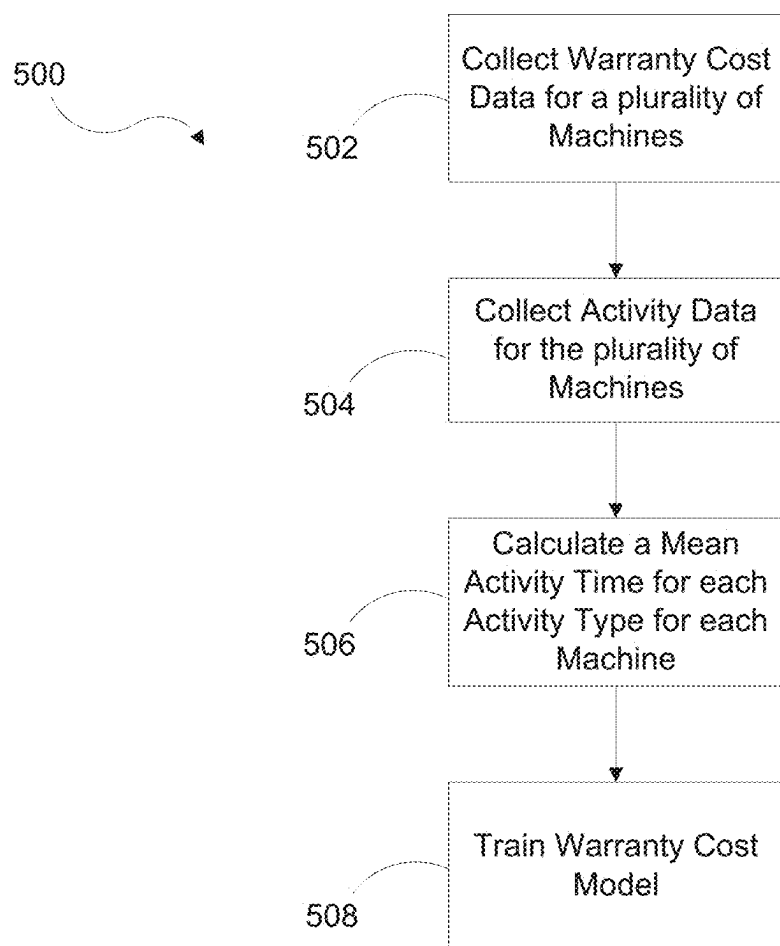 500
502
Collect Warranty Cost
Data for a plurality of
Machines
504
Collect Activity Data
for the plurality of
Machines
506
Calculate a Mean
Activity Time for each
Activity Type for each
Machine
508
Train Warranty Cost
Model